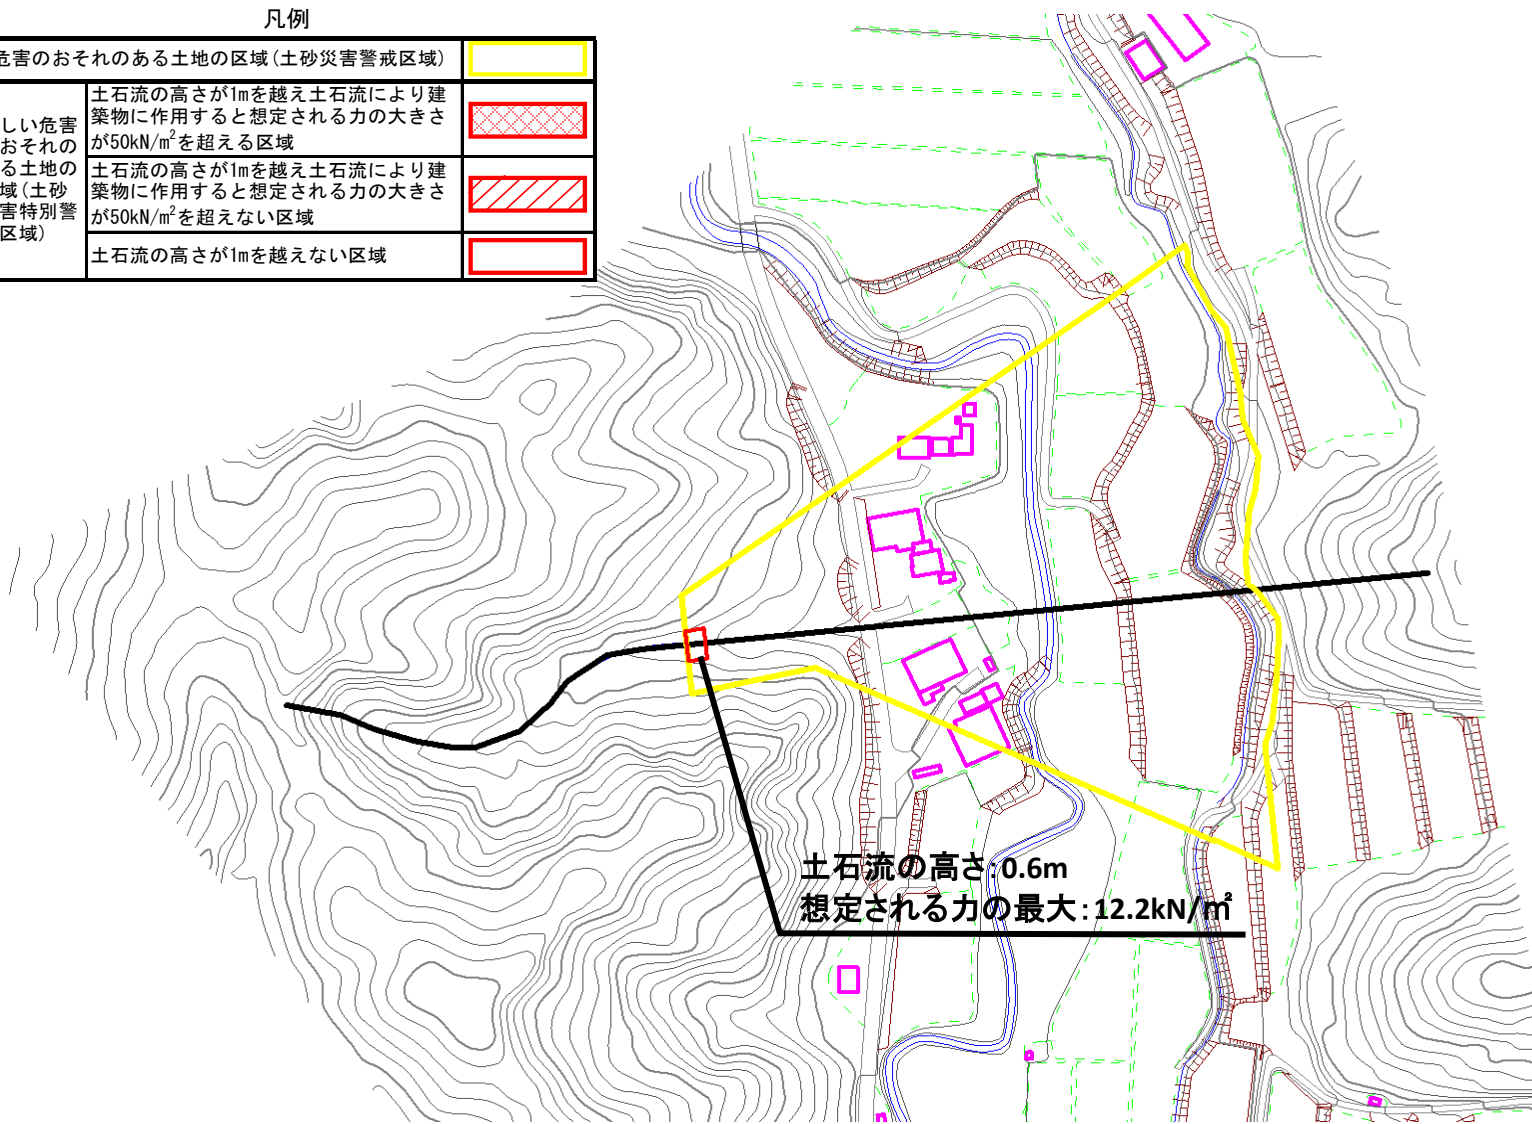 凡例
危害のおそれのある土地の区域(土砂災害警戒区域)
しい危害
おそれの
る土地の
域(土砂
害特別警
区域)
土石流の高さが1mを越え土石流により建
築物に作用すると想定される力の大きさ
が50kN/m²を超える区域
土石流の高さが1mを越え土石流により建
築物に作用すると想定される力の大きさ
が50kN/m²を超えない区域
土石流の高さが1mを越えない区域
土石流の高さ:0.6m
想定される力の最大:12.2kN/㎡